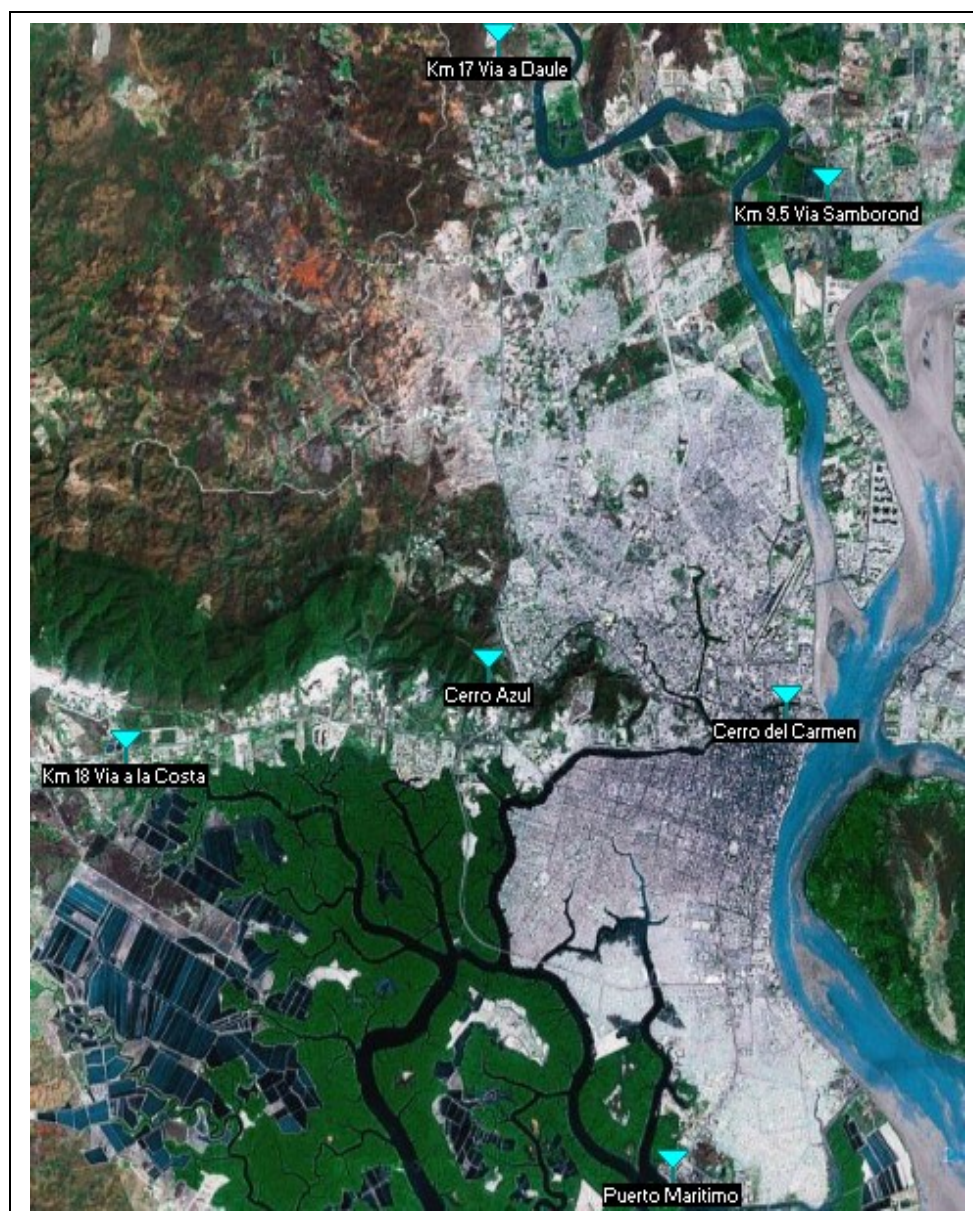 Km 17 Via a Daule
Km 9.5 Via Samborond
Cerro Azul
Cerro del Carmen
Km 18 Via a la Costa
Puerto Maritimo